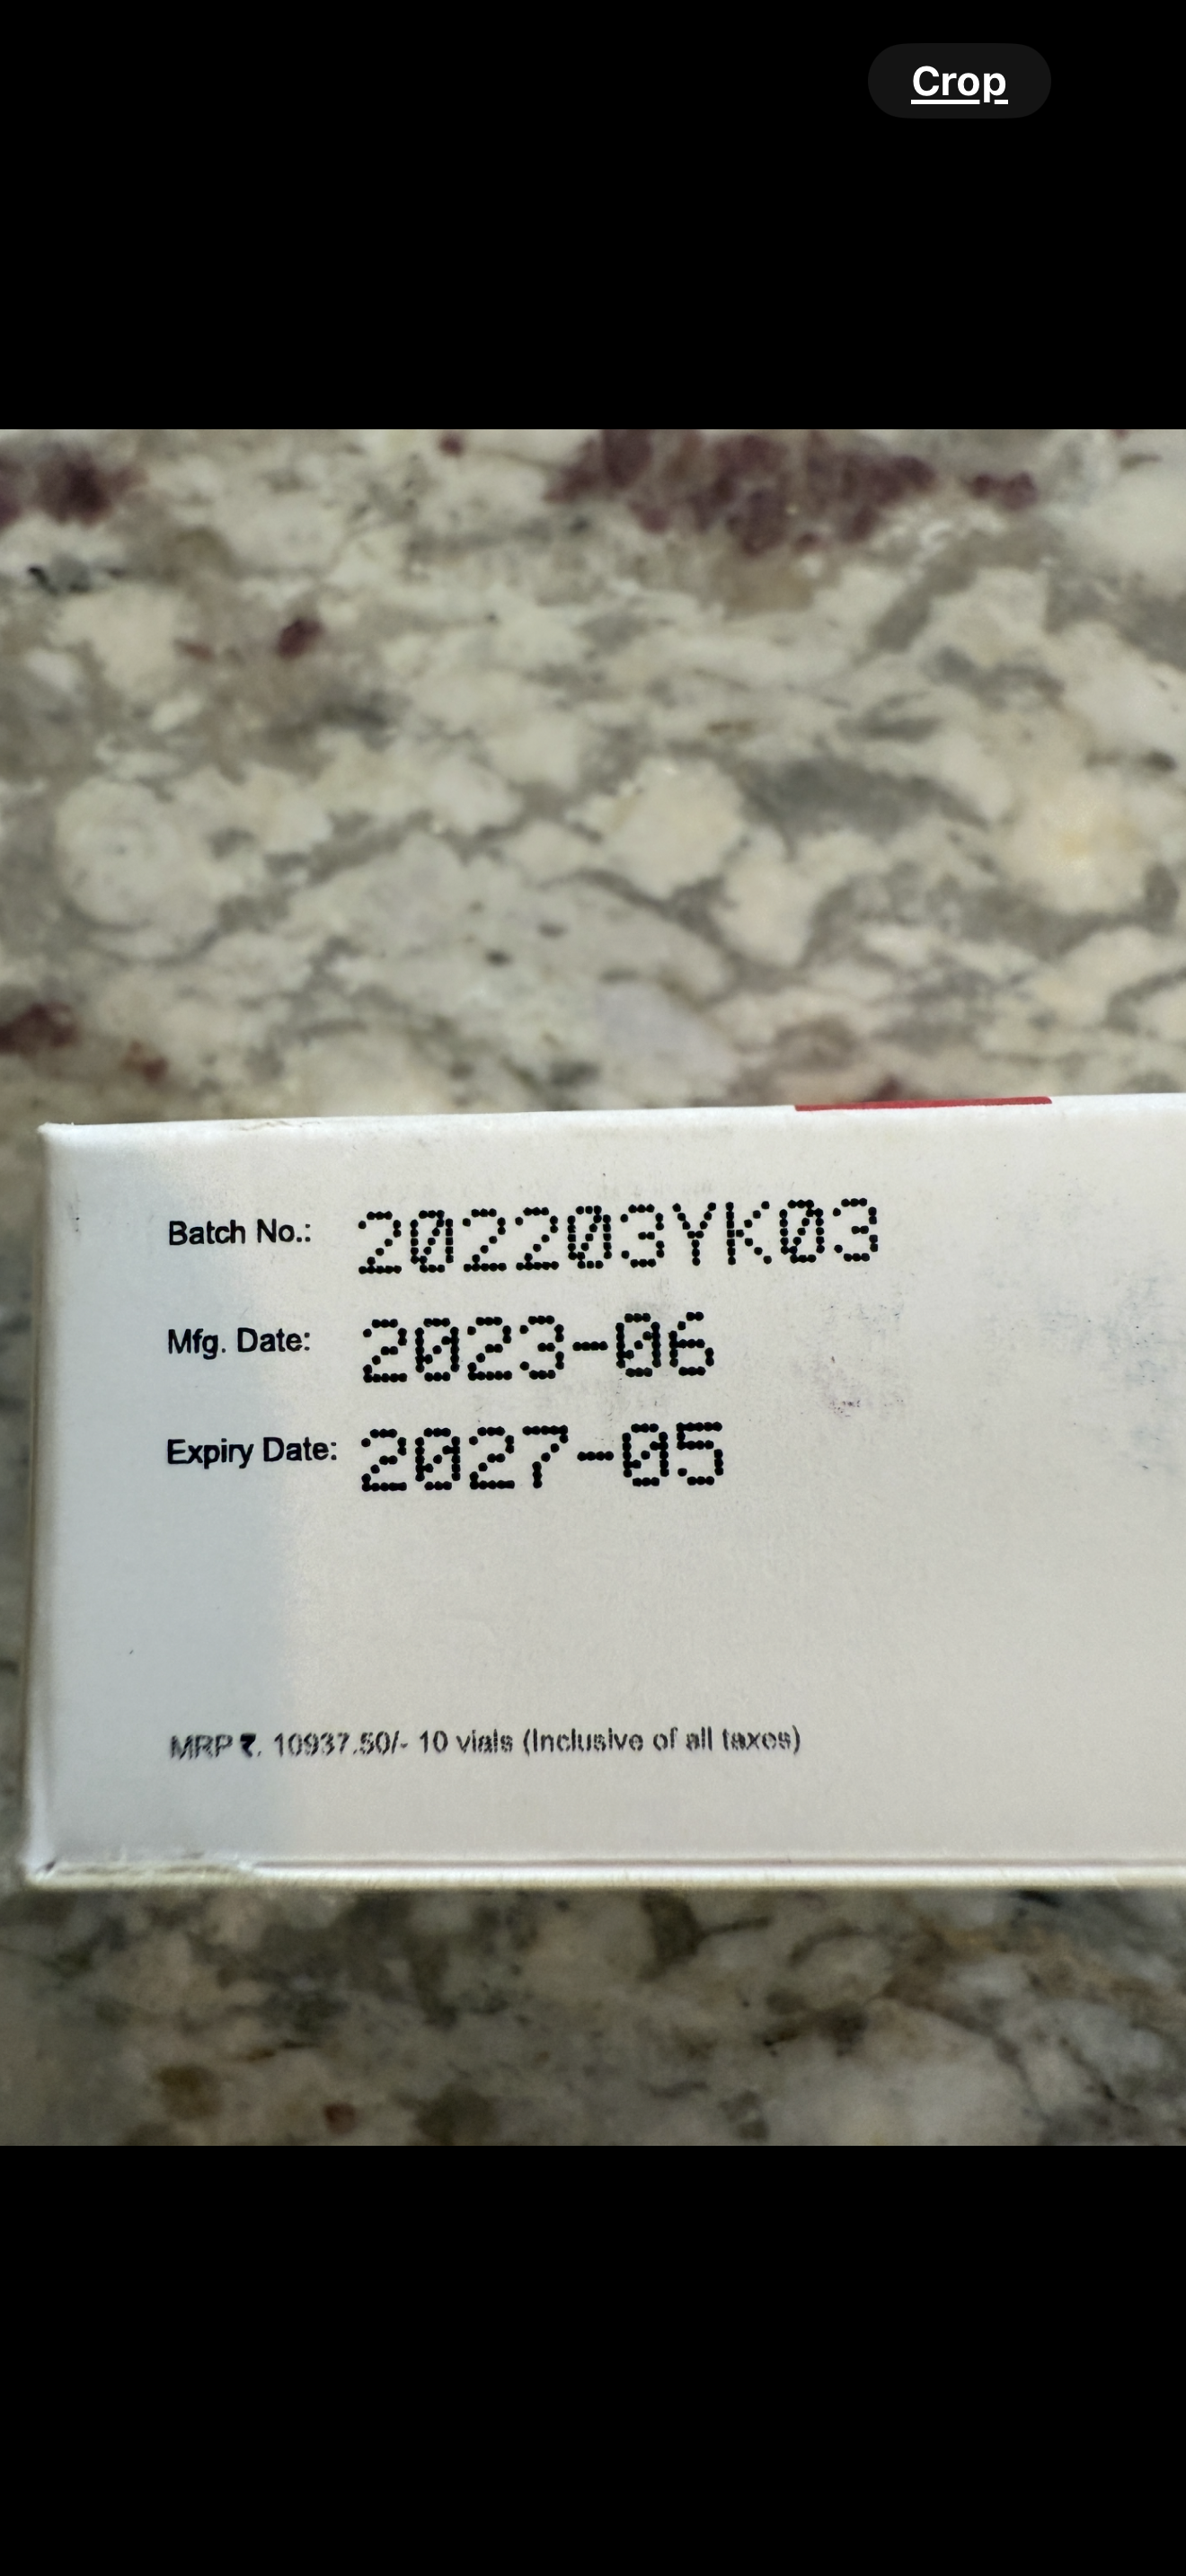 Crop
Batch No.: 202203YK03
Mfg. Date: 2023-06
Expiry Date: 2027-05
MRP ₹. 10937.50/- 10 vials (Inclusive of all taxes)